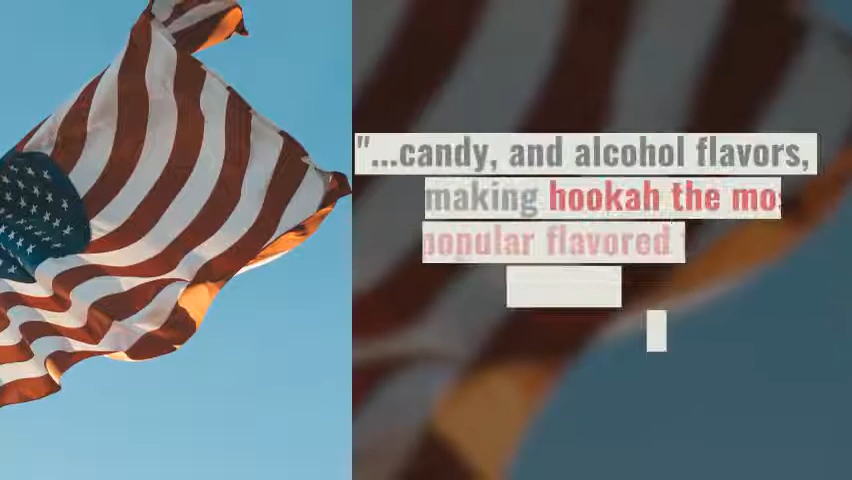 "...candy, and alcohol flavors,
making hookah the mos
popular flavored